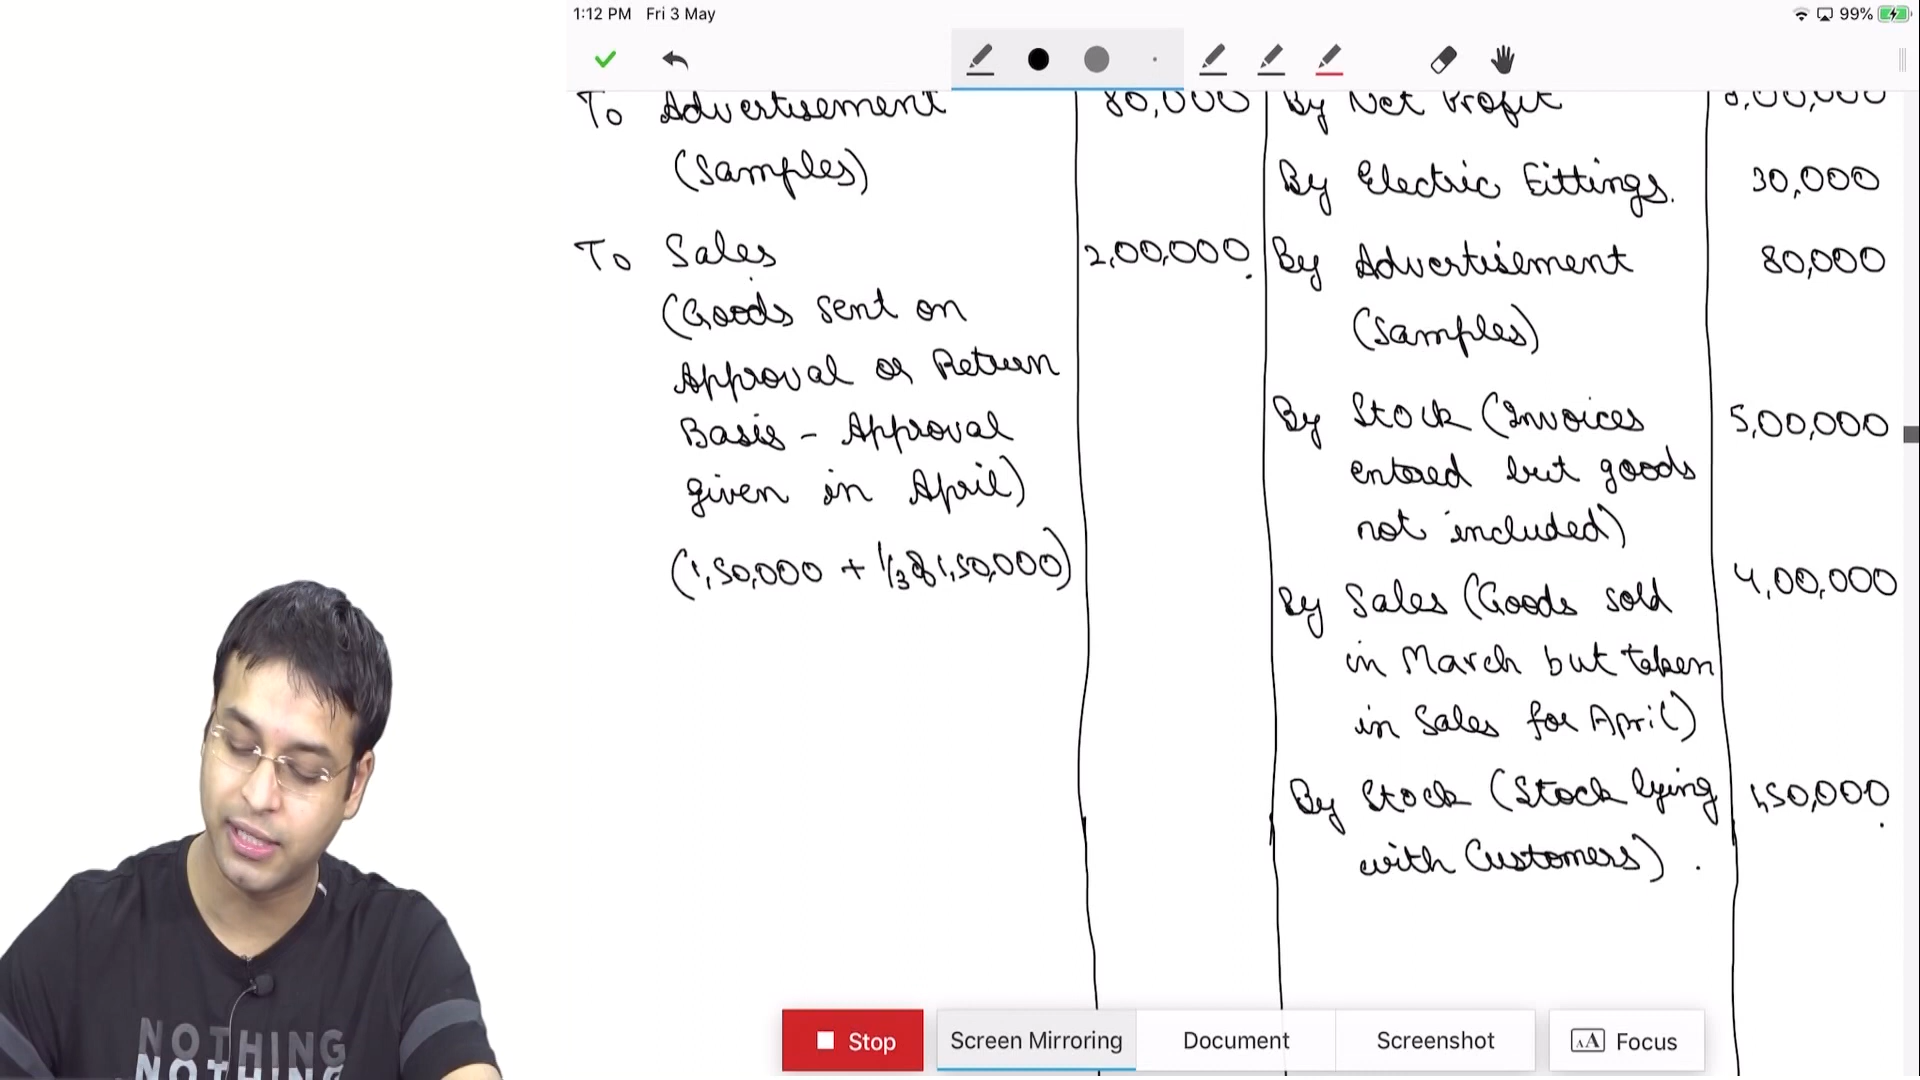 1:12 PM Fri 3 May
99%
To Advertisement
(Samples)
80,000
To Sales
(Goods sent on
Approval or Return
Basis - Approval
given in April)
(1,50,000 + 1/3 of 1,50,000)
2,00,000
By Net Profit
By Electric Fittings.
30,000
By Advertisement
(Samples)
80,000
By Stock (Invoices
entered but goods
not included)
5,00,000
By Sales (Goods sold
in March but taken
in Sales for April)
4,00,000
By Stock (Stock lying
with Customers).
1,50,000
NOTHING
NOTHING
Stop
Screen Mirroring
Document
Screenshot
AA Focus